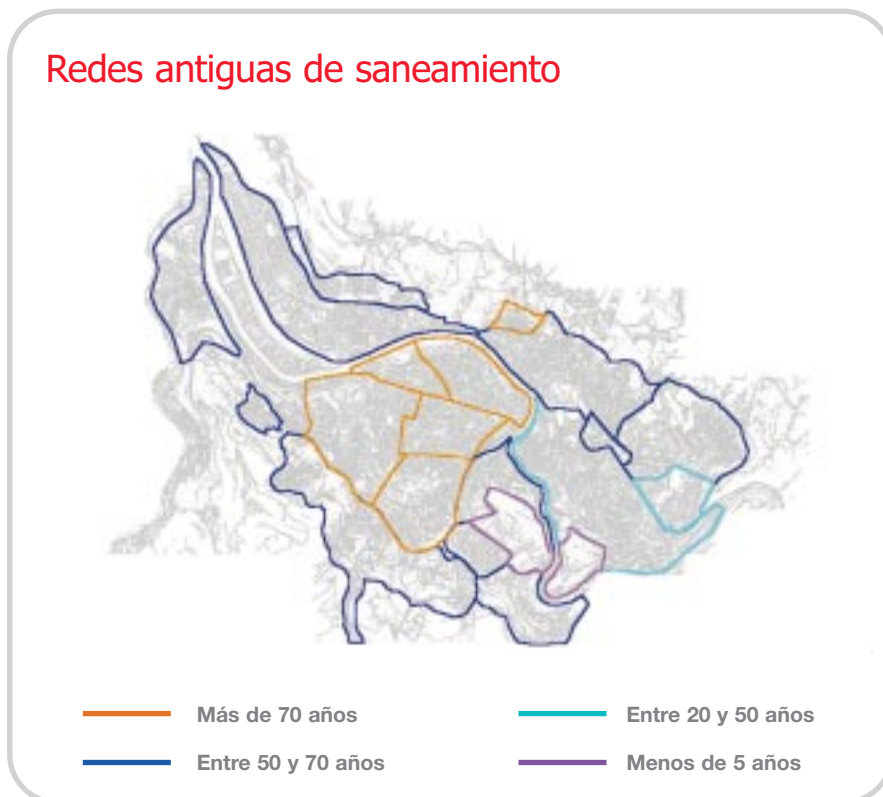 Redes antiguas de saneamiento
Más de 70 años
Entre 20 y 50 años
Entre 50 y 70 años
Menos de 5 años